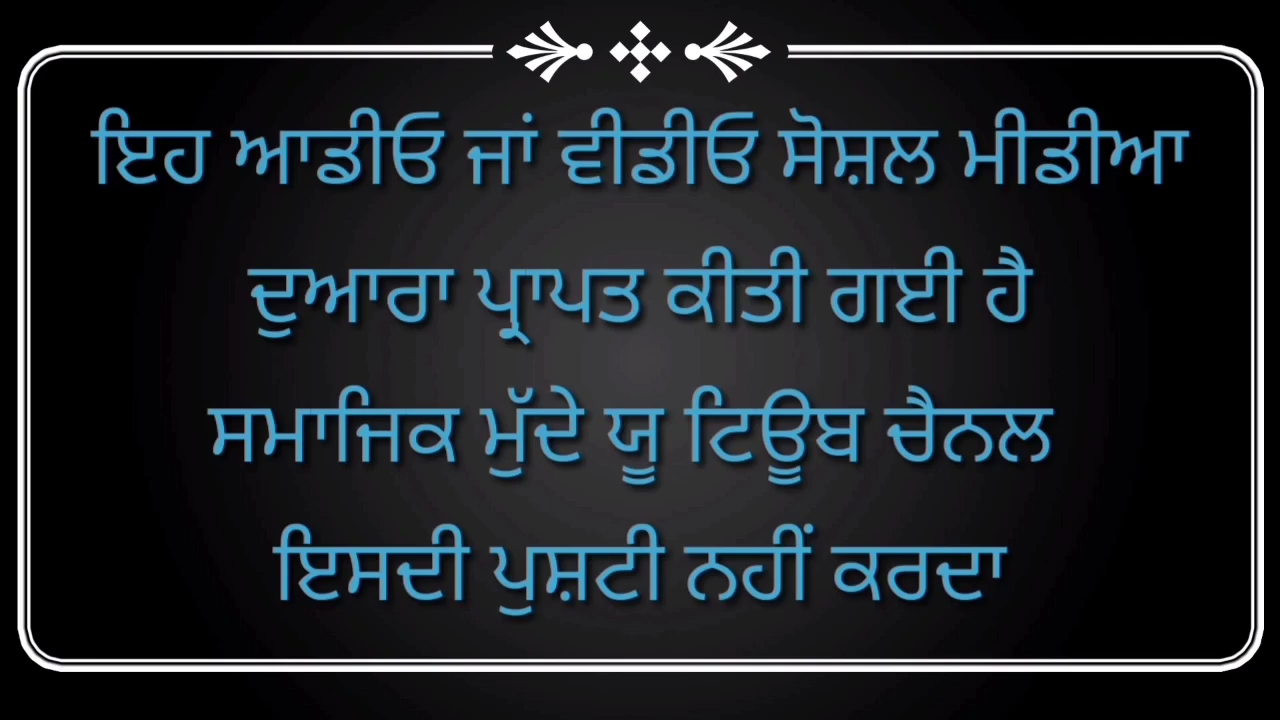 ਇਹ ਆਡੀਓ ਜਾਂ ਵੀਡੀਓ ਸੋਸ਼ਲ ਮੀਡੀਆ
ਦੁਆਰਾ ਪ੍ਰਾਪਤ ਕੀਤੀ ਗਈ ਹੈ
ਸਮਾਜਿਕ ਮੁੱਦੇ ਯੂ ਟਿਊਬ ਚੈਨਲ
ਇਸਦੀ ਪੁਸ਼ਟੀ ਨਹੀਂ ਕਰਦਾ